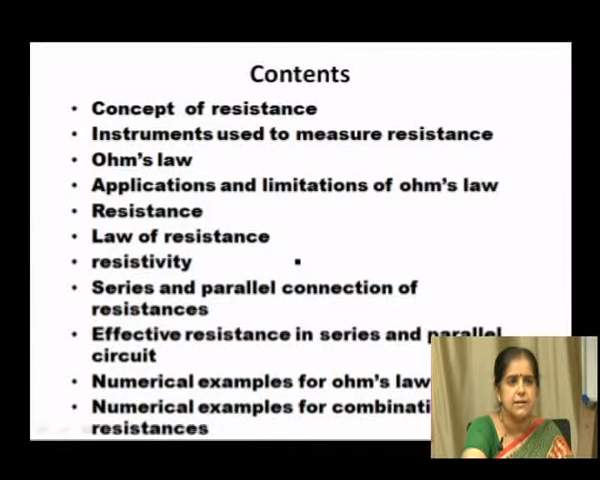 Contents
• Concept of resistance
• Instruments used to measure resistance
• Ohm's law
• Applications and limitations of ohm's law
• Resistance
• Law of resistance
• resistivity
• Series and parallel connection of
resistances
• Effective resistance in series and parallel
circuit
• Numerical examples for ohm's law
• Numerical examples for
resistances